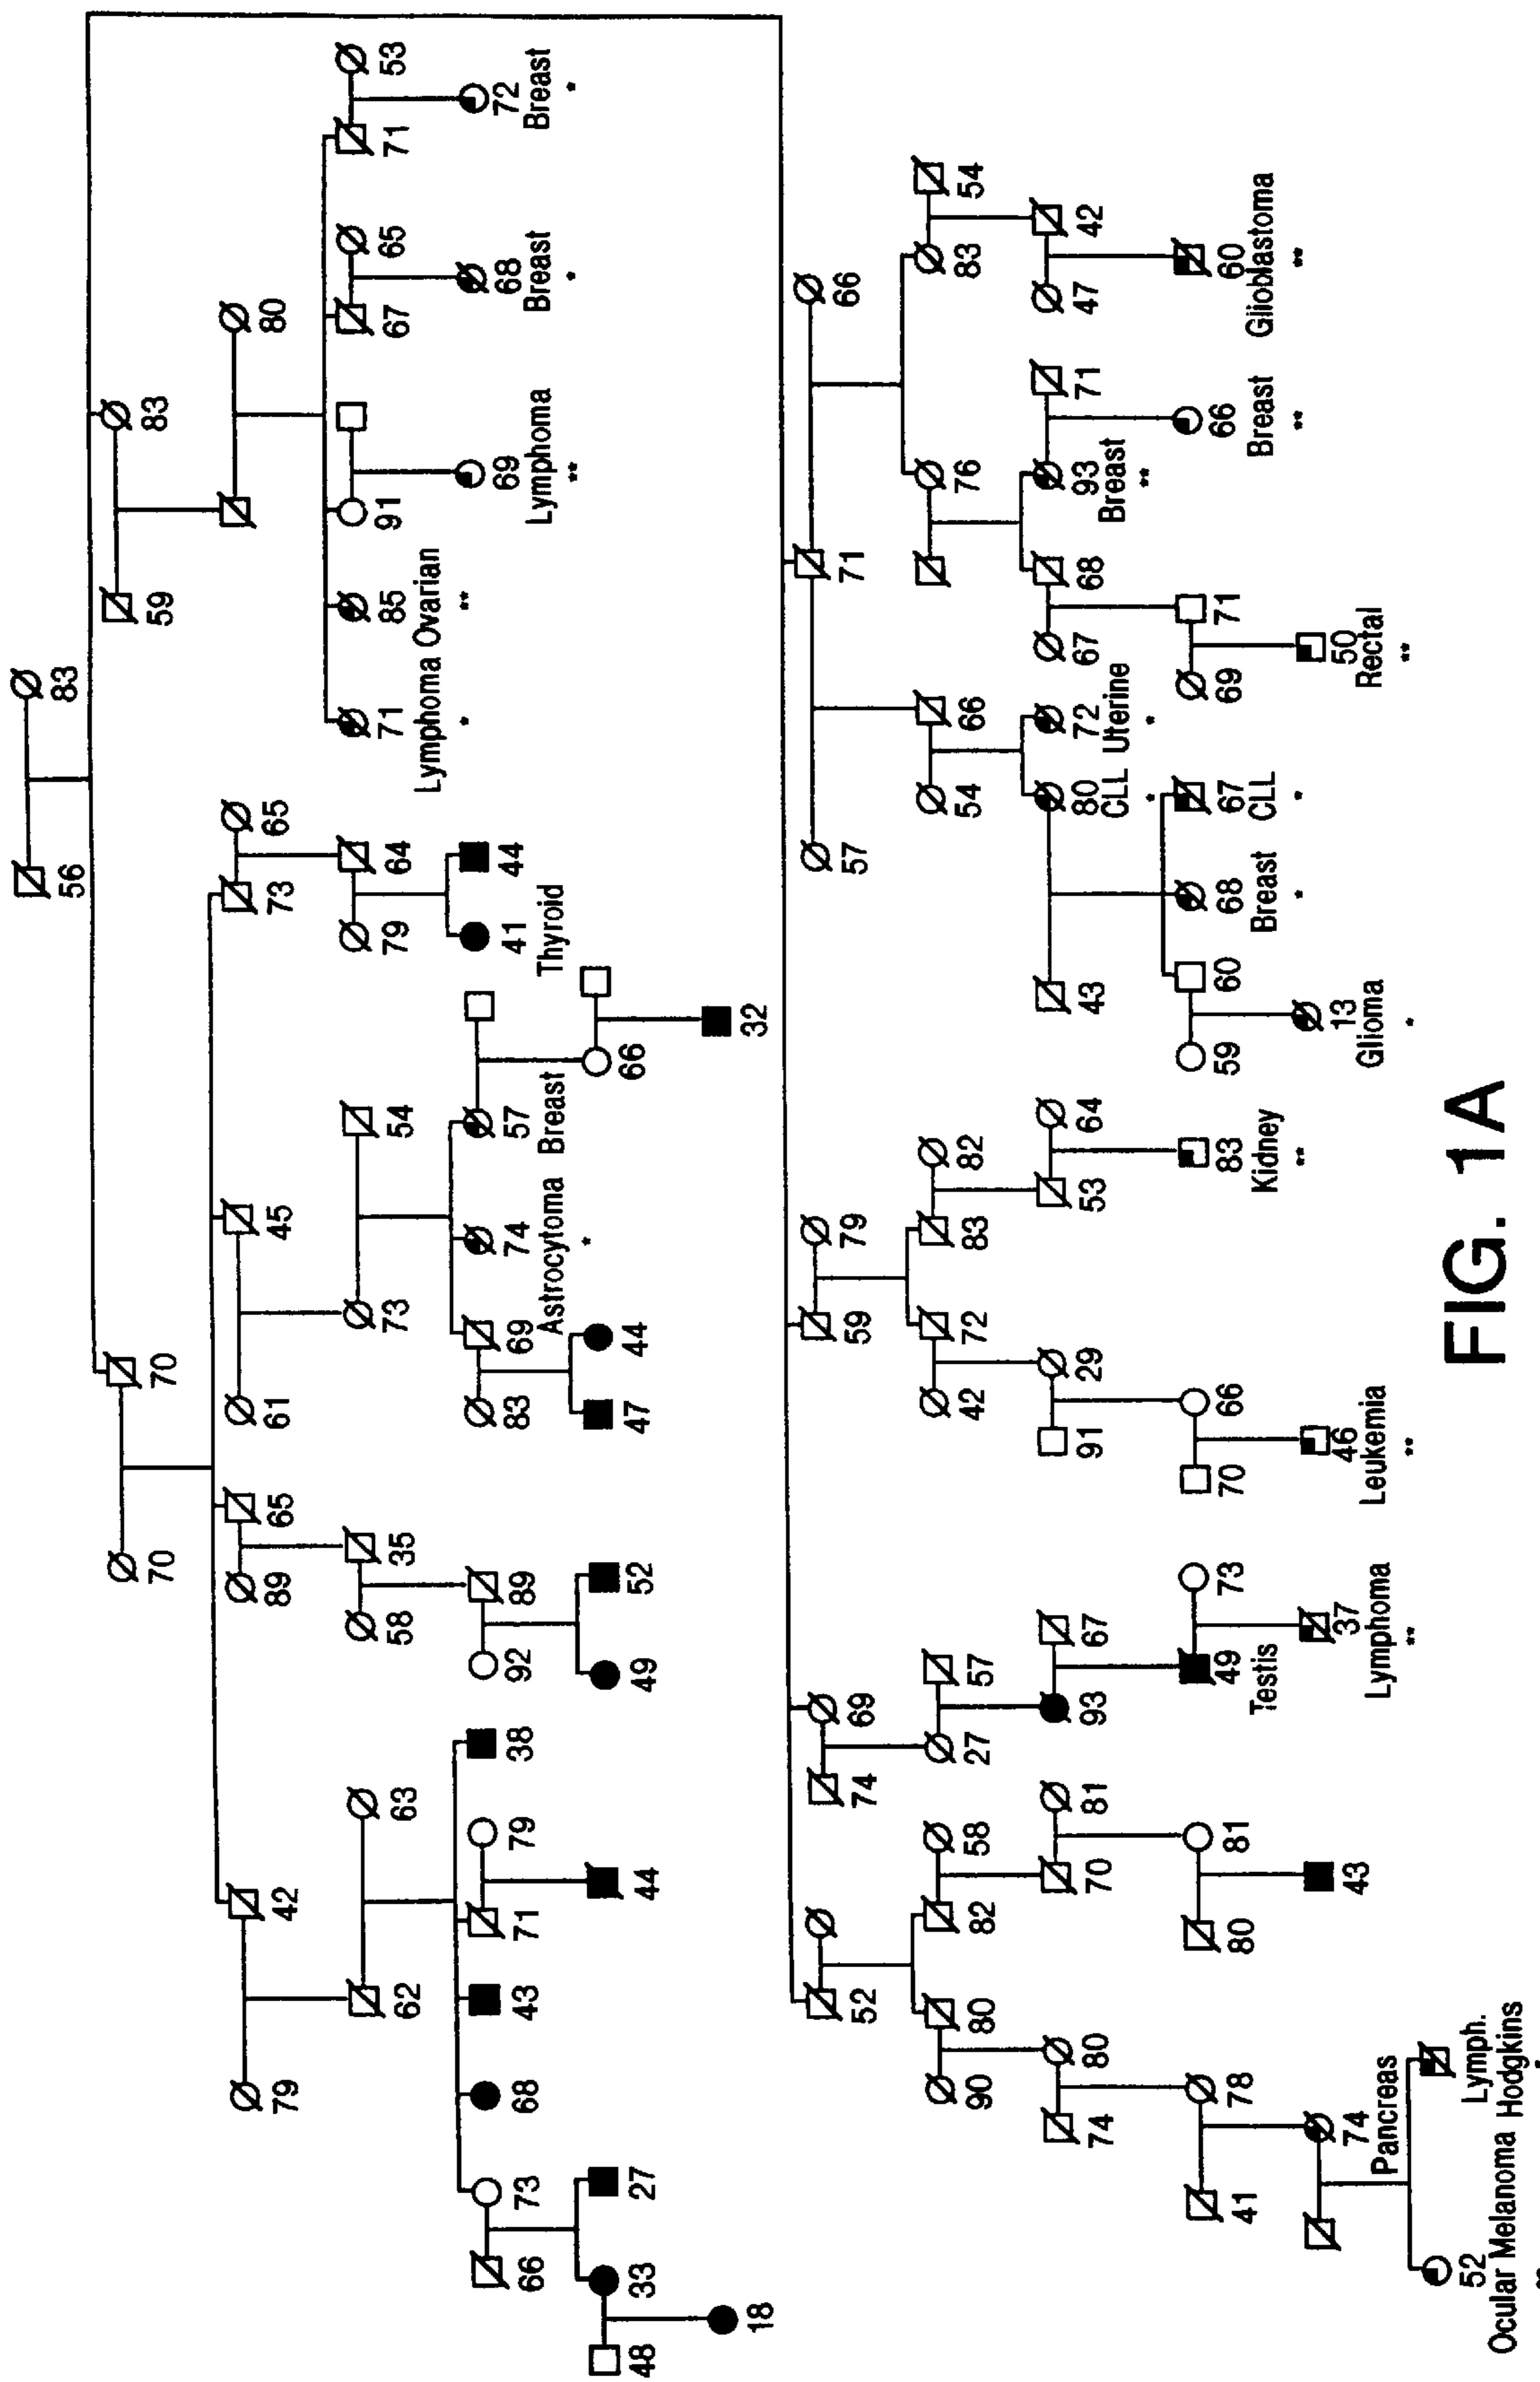 56 83
70 70 59 83
79 42 89 65 61 45 73 65 80
62 63 58 35 73 54 79 64 71 85 91 67 65 71 53
Lymphoma Ovarian
* **
66 73 68 43 71 79 38 92 89 83 69 74 57 41 44 69 68 72
Astrocytoma Breast Thyroid Lymphoma Breast Breast
* ** * *
48 33 27 44 49 52 47 44 66
18 32
52 74 69 59 79 57 71 66
90 80 82 58 27 57 42 72 83 82 54 66 76 83 54
74 80 70 81 93 67 91 29 53 64 43 80 72 67 68 93 71 47 42
CLL Uterine Breast
* * **
41 78 80 81 49 73 70 66 83 59 60 68 67 69 71 66 60
Testis Kidney Breast CLL Breast Glioblastoma
** * * ** **
74 43 37 46 13 50
Pancreas Lymphoma Leukemia Glioma Rectal
** ** * **
52 Lymph.
Ocular Melanoma Hodgkins
FIG. 1A